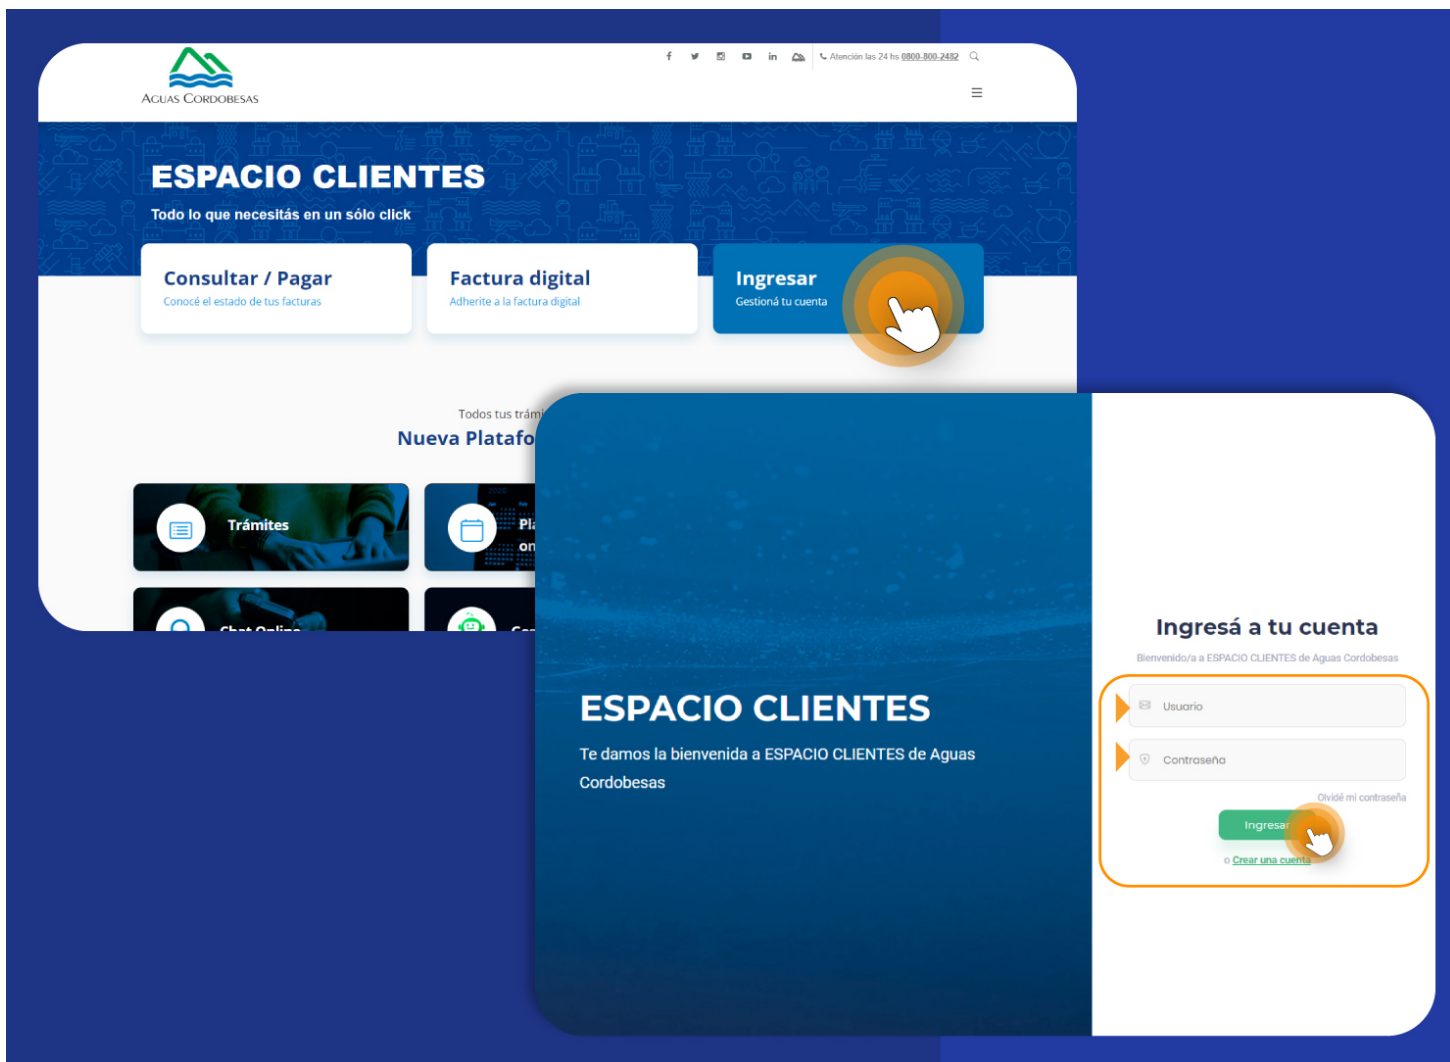 Atención las 24 hs 0800-800-2482
AGUAS CORDOBESAS
ESPACIO CLIENTES
Todo lo que necesitás en un sólo click
Consultar / Pagar
Conocé el estado de tus facturas
Factura digital
Adherite a la factura digital
Ingresar
Gestioná tu cuenta
Todos tus
Nueva
Trámites
Chat Online
ESPACIO CLIENTES
Te damos la bienvenida a ESPACIO CLIENTES de Aguas
Cordobesas
Ingresá a tu cuenta
Bienvenido/a a ESPACIO CLIENTES de Aguas Cordobesas
Usuario
Contraseña
Olvidé mi contraseña
Ingresar
o Crear una cuenta